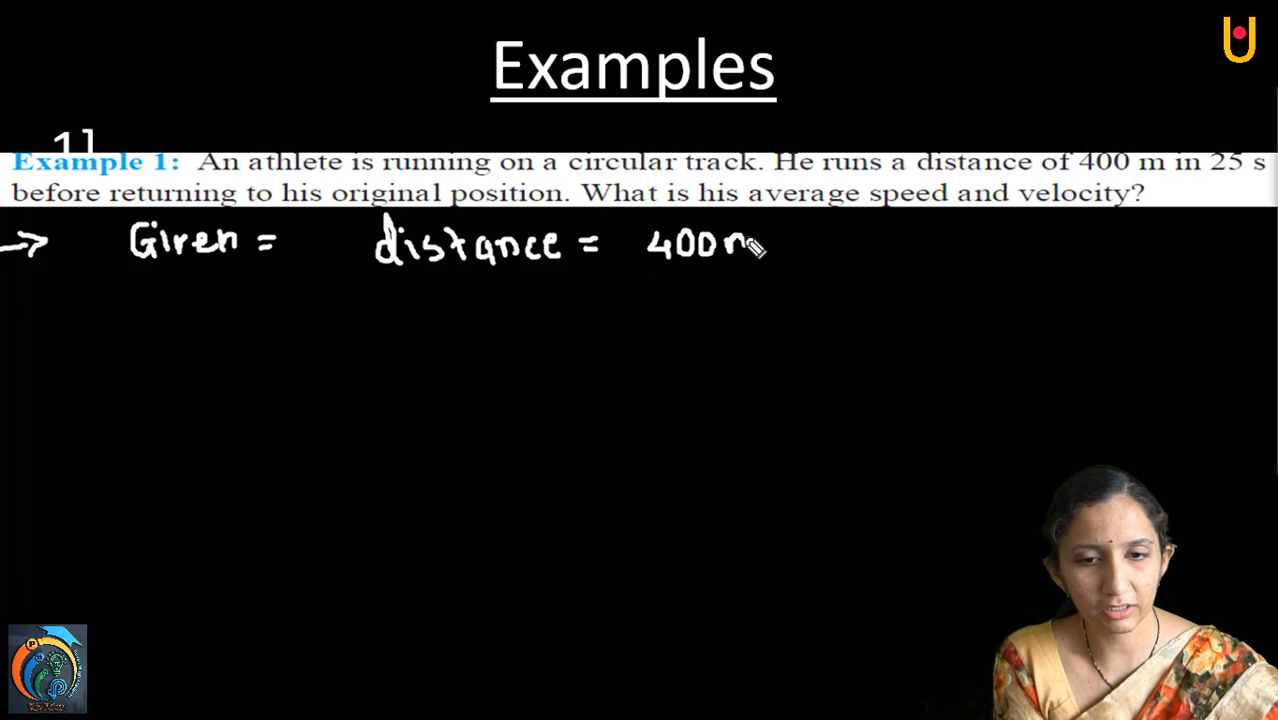 Examples
1]
Example 1: An athlete is running on a circular track. He runs a distance of 400 m in 25 s
before returning to his original position. What is his average speed and velocity?
→ Given = distance = 400m